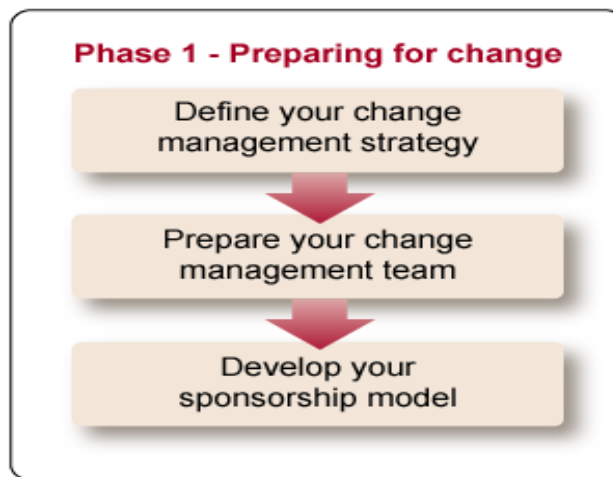 Phase 1 - Preparing for change
Define your change
management strategy
Prepare your change
management team
Develop your
sponsorship model